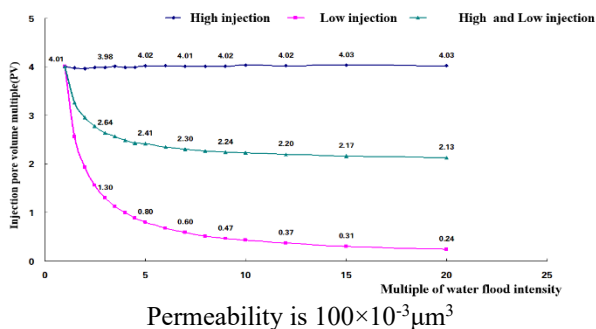 High injection Low injection High and Low injection
Injection pore volume multiple(PV)
5
4
3
2
1
0
4.01 3.98 4.02 4.01 4.02 4.02 4.03 4.03
2.64 2.41 2.30 2.24 2.20 2.17 2.13
1.30 0.80 0.60 0.47 0.37 0.31 0.24
0 5 10 15 20 25
Multiple of water flood intensity
Permeability is 100×10-3μm3